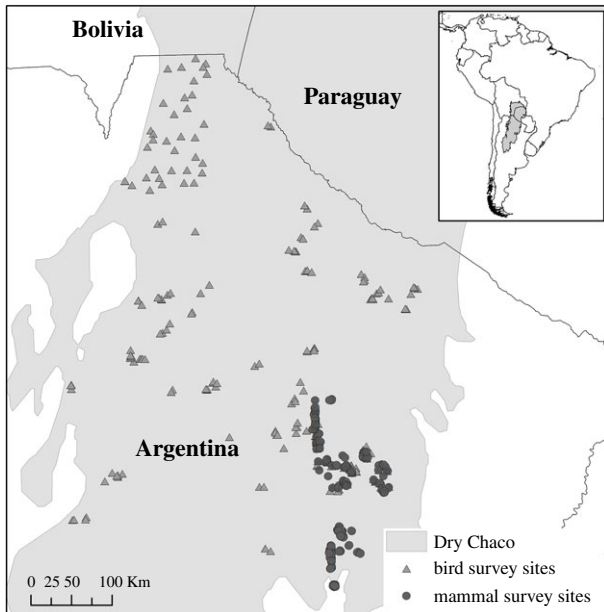 Bolivia
Paraguay
Argentina
Dry Chaco
bird survey sites
mammal survey sites
0 25 50 100 Km